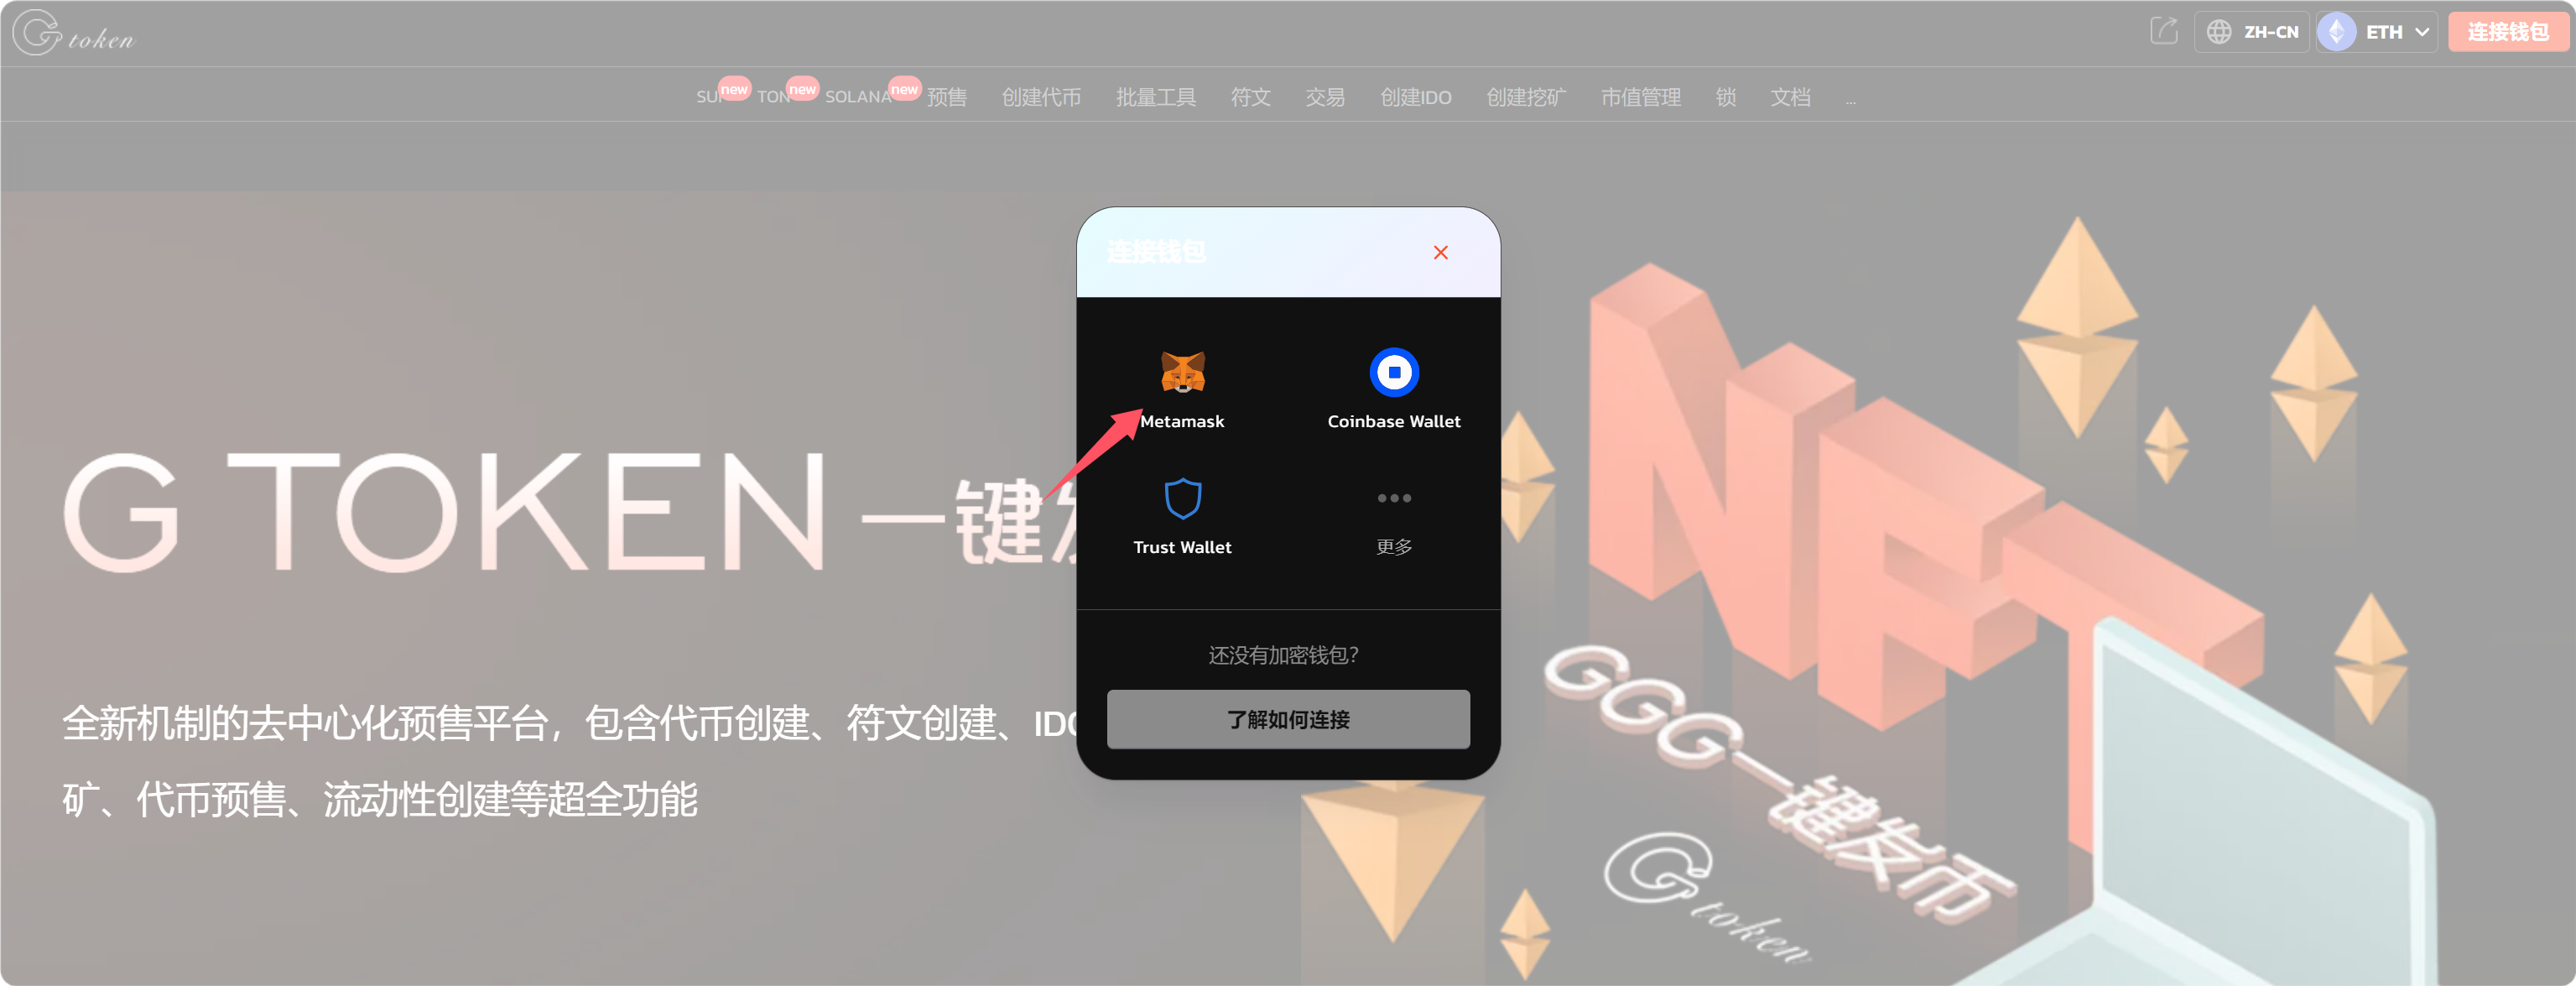 G token
ZH-CN
ETH
连接钱包
SUI new
TON new
SOLANA new
预售
创建代币
批量工具
符文
交易
创建IDO
创建挖矿
市值管理
锁
文档
...
连接钱包
Metamask
Coinbase Wallet
Trust Wallet
更多
还没有加密钱包?
了解如何连接
G TOKEN 一键发
全新机制的去中心化预售平台，包含代币创建、符文创建、IDO
矿、代币预售、流动性创建等超全功能
NFT
GGG一键发币
G token